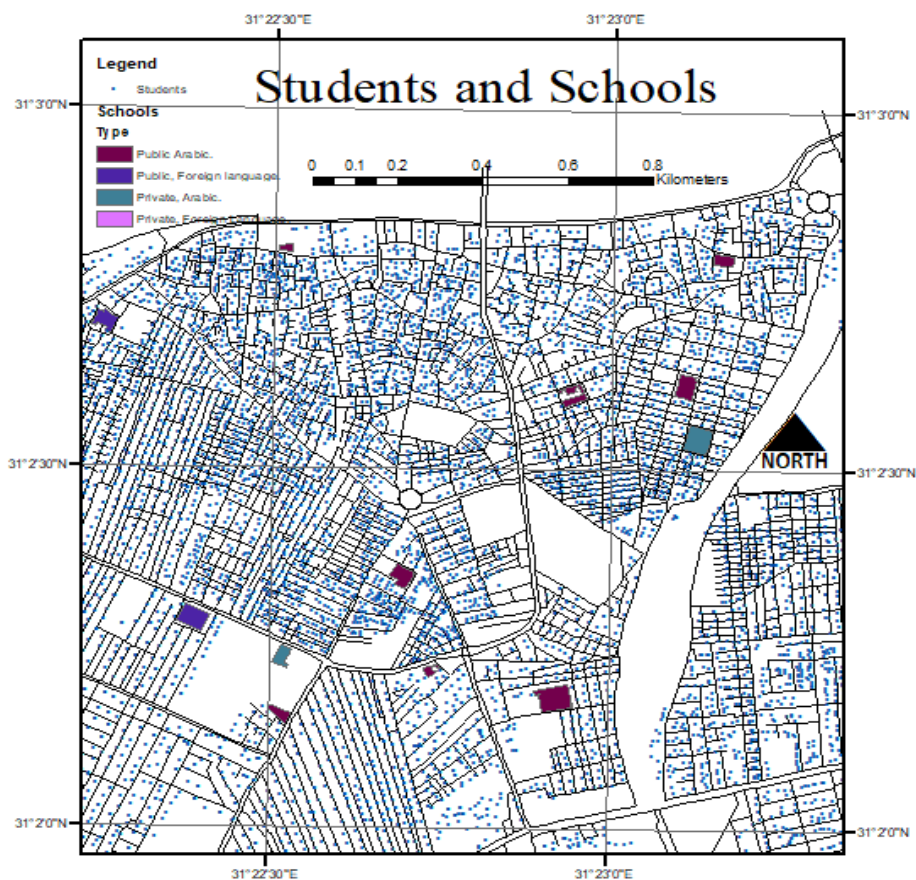 31°22'30"E 31°23'0"E
Legend
Students and Schools
Students
31°3'0"N 31°3'0"N
Schools
Type
Public Arabic.
0 0.1 0.2 0.4 0.6 0.8
Public, Foreign language.
Kilometers
Private, Arabic.
Private, Foreign Language.
NORTH
31°2'30"N 31°2'30"N
31°2'0"N 31°2'0"N
31°22'30"E 31°23'0"E